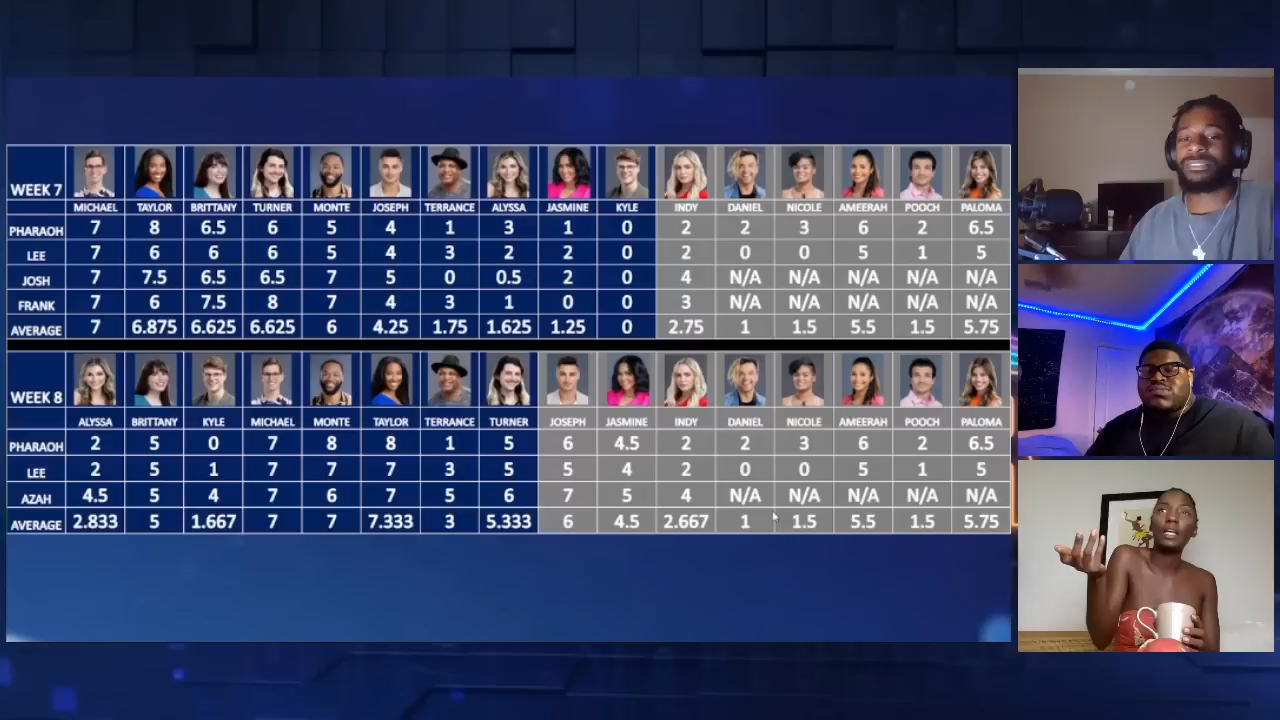 WEEK 7
MICHAEL TAYLOR BRITTANY TURNER MONTE JOSEPH TERRANCE ALYSSA JASMINE KYLE INDY DANIEL NICOLE AMEERAH POOCH PALOMA
PHARAOH 7 8 6.5 6 5 4 1 3 1 0 2 2 3 6 2 6.5
LEE 7 6 6 6 5 4 3 2 2 0 2 0 0 5 1 5
JOSH 7 7.5 6.5 6.5 7 5 0 0.5 2 0 4 N/A N/A N/A N/A N/A
FRANK 7 6 7.5 8 7 4 3 1 0 0 3 N/A N/A N/A N/A N/A
AVERAGE 7 6.875 6.625 6.625 6 4.25 1.75 1.625 1.25 0 2.75 1 1.5 5.5 1.5 5.75
WEEK 8
ALYSSA BRITTANY KYLE MICHAEL MONTE TAYLOR TERRANCE TURNER JOSEPH JASMINE INDY DANIEL NICOLE AMEERAH POOCH PALOMA
PHARAOH 2 5 0 7 8 8 1 5 6 4.5 2 2 3 6 2 6.5
LEE 2 5 1 7 7 7 3 5 5 4 2 0 0 5 1 5
AZAH 4.5 5 4 7 6 7 5 6 7 5 4 N/A N/A N/A N/A N/A
AVERAGE 2.833 5 1.667 7 7 7.333 3 5.333 6 4.5 2.667 1 1.5 5.5 1.5 5.75